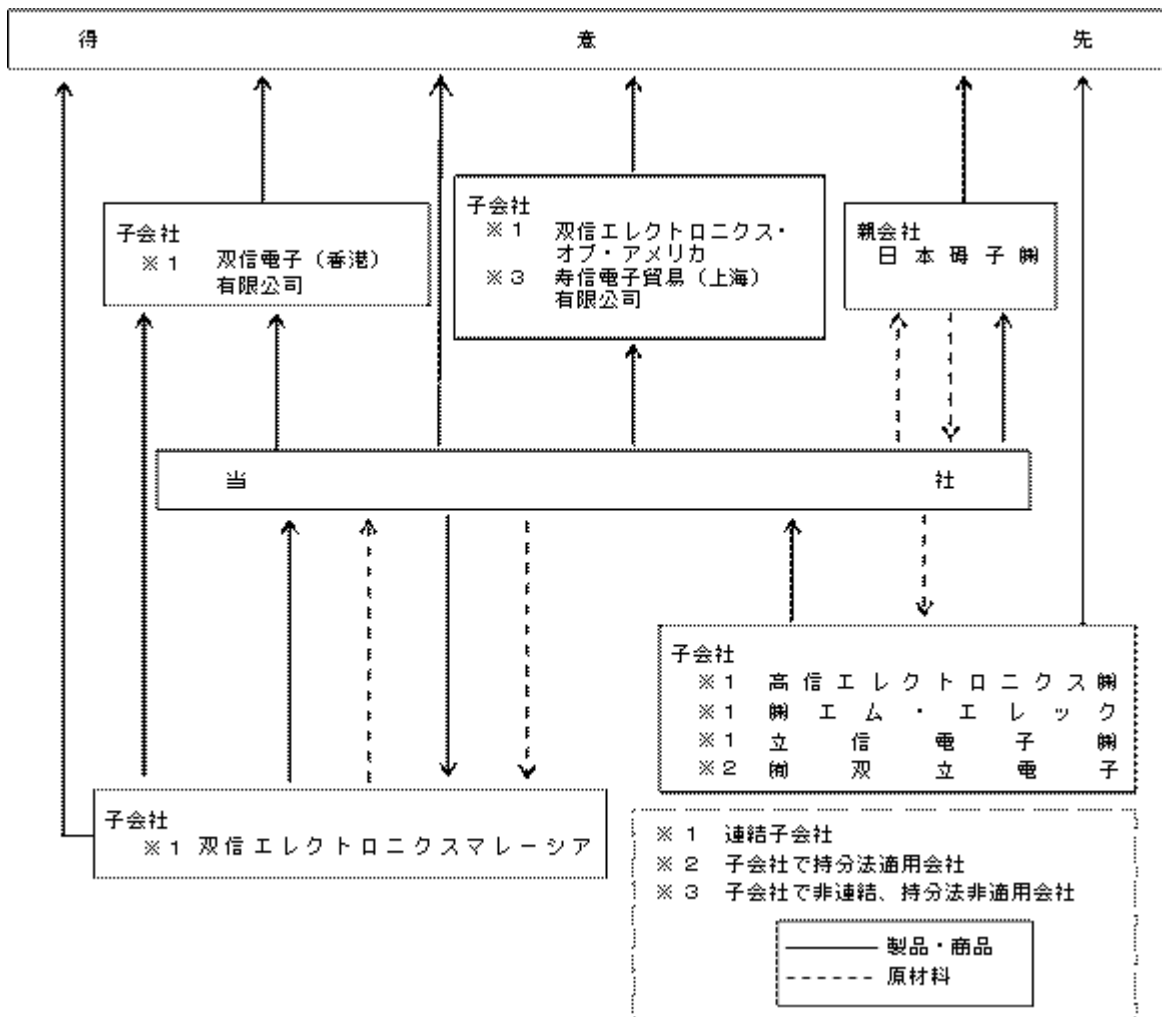 得意先
子会社
※1 双信電子（香港）
有限公司
子会社
※1 双信エレクトロニクス・
オブ・アメリカ
※3 寿信電子貿易（上海）
有限公司
親会社
日本碍子㈱
当社
子会社
※1 高信エレクトロニクス㈱
※1 ㈱エム・エレック
※1 立信電子㈱
※2 ㈲双立電子
子会社
※1 双信エレクトロニクスマレーシア
※1 連結子会社
※2 子会社で持分法適用会社
※3 子会社で非連結、持分法非適用会社
製品・商品
原材料